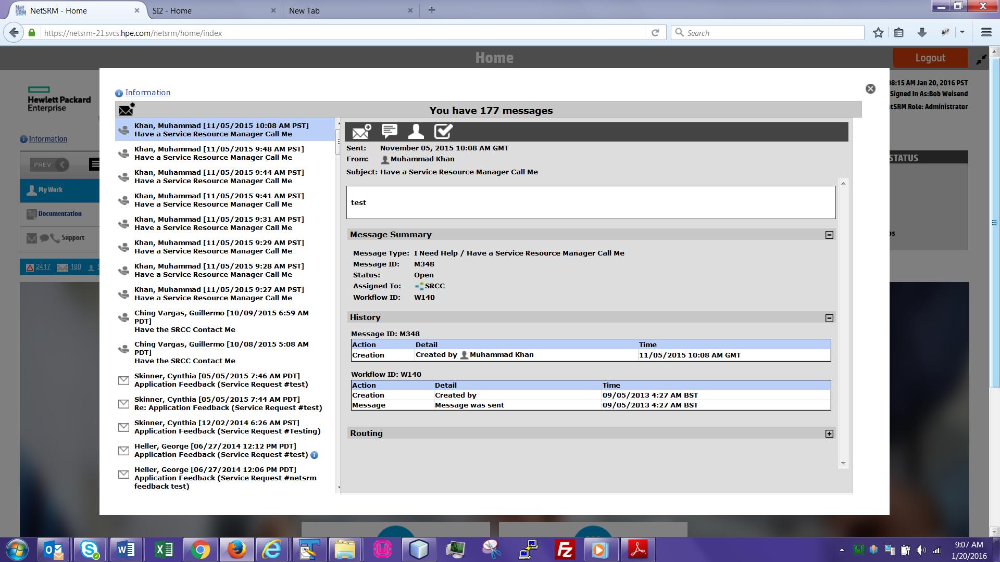 NetSRM - Home
SI2 - Home
New Tab
https://netsrm-21.svcs.hpe.com/netsrm/home/index
Search
Home
Logout
Hewlett Packard
Enterprise
08:15 AM Jan 20, 2016 PST
Signed In As:Bob Weisend
etSRM Role: Administrator
Information
PREV
My Work
Documentation
Support
2417 180
STATUS
Information
You have 177 messages
Khan, Muhammad [11/05/2015 10:08 AM PST]
Have a Service Resource Manager Call Me
Khan, Muhammad [11/05/2015 9:48 AM PST]
Have a Service Resource Manager Call Me
Khan, Muhammad [11/05/2015 9:44 AM PST]
Have a Service Resource Manager Call Me
Khan, Muhammad [11/05/2015 9:41 AM PST]
Have a Service Resource Manager Call Me
Khan, Muhammad [11/05/2015 9:31 AM PST]
Have a Service Resource Manager Call Me
Khan, Muhammad [11/05/2015 9:29 AM PST]
Have a Service Resource Manager Call Me
Khan, Muhammad [11/05/2015 9:28 AM PST]
Have a Service Resource Manager Call Me
Khan, Muhammad [11/05/2015 9:27 AM PST]
Have a Service Resource Manager Call Me
Ching Vargas, Guillermo [10/09/2015 6:59 AM
PDT]
Have the SRCC Contact Me
Ching Vargas, Guillermo [10/08/2015 5:08 AM
PDT]
Have the SRCC Contact Me
Skinner, Cynthia [05/05/2015 7:46 AM PDT]
Application Feedback (Service Request #test)
Skinner, Cynthia [05/05/2015 7:44 AM PDT]
Re: Application Feedback (Service Request #test)
Skinner, Cynthia [12/02/2014 6:26 AM PST]
Application Feedback (Service Request #Testing)
Heller, George [06/27/2014 12:12 PM PDT]
Application Feedback (Service Request #test)
Heller, George [06/27/2014 12:06 PM PDT]
Application Feedback (Service Request #netsrm
feedback test)
Sent: November 05, 2015 10:08 AM GMT
From: Muhammad Khan
Subject: Have a Service Resource Manager Call Me
test
Message Summary
Message Type: I Need Help / Have a Service Resource Manager Call Me
Message ID: M348
Status: Open
Assigned To: SRCC
Workflow ID: W140
History
Message ID: M348
Action Detail Time
Creation Created by Muhammad Khan 11/05/2015 10:08 AM GMT
Workflow ID: W140
Action Detail Time
Creation Created by 09/05/2013 4:27 AM BST
Message Message was sent 09/05/2013 4:27 AM BST
Routing
9:07 AM
1/20/2016